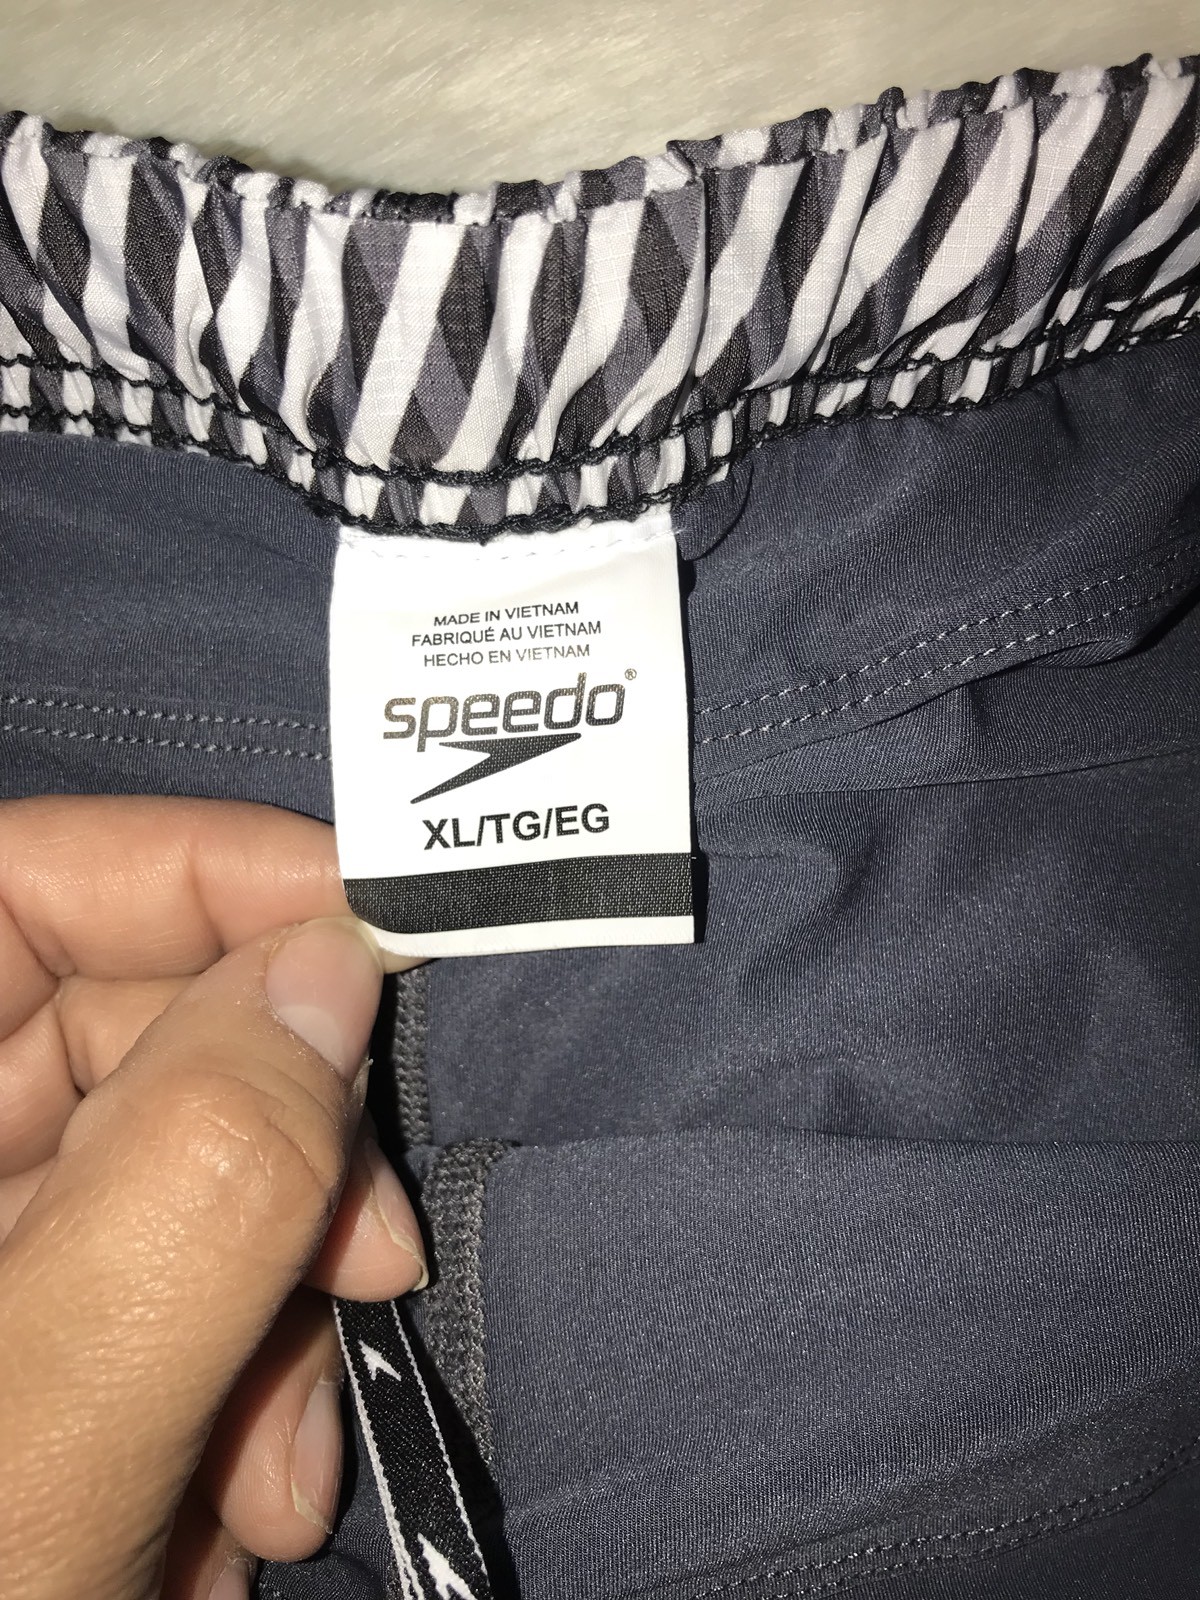 MADE IN VIETNAM
FABRIQUÉ AU VIETNAM
HECHO EN VIETNAM
speedo®
XL/TG/EG